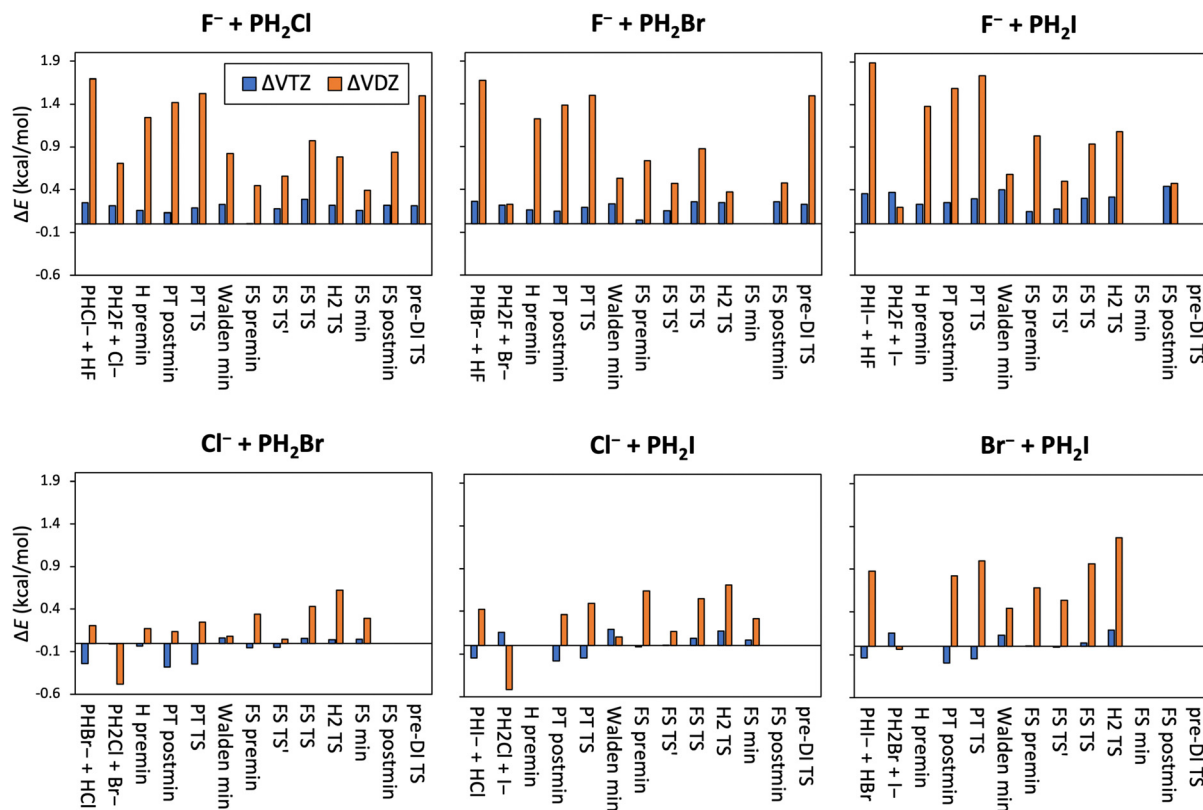 F⁻ + PH₂Cl
F⁻ + PH₂Br
F⁻ + PH₂I
ΔE (kcal/mol)
1.9
1.4
0.9
0.4
-0.1
-0.6
ΔVTZ ΔVDZ
PHCl− + HF
PH2F + Cl−
H premin
PT postmin
PT TS
Walden min
FS premin
FS TS'
FS TS
H2 TS
FS min
FS postmin
pre-DI TS
PHBr− + HF
PH2F + Br−
H premin
PT postmin
PT TS
Walden min
FS premin
FS TS'
FS TS
H2 TS
FS min
FS postmin
pre-DI TS
PHI− + HF
PH2F + I−
H premin
PT postmin
PT TS
Walden min
FS premin
FS TS'
FS TS
H2 TS
FS min
FS postmin
pre-DI TS
Cl⁻ + PH₂Br
Cl⁻ + PH₂I
Br⁻ + PH₂I
ΔE (kcal/mol)
1.9
1.4
0.9
0.4
-0.1
-0.6
PHBr− + HCl
PH2Cl + Br−
H premin
PT postmin
PT TS
Walden min
FS premin
FS TS'
FS TS
H2 TS
FS min
FS postmin
pre-DI TS
PHI− + HCl
PH2Cl + I−
H premin
PT postmin
PT TS
Walden min
FS premin
FS TS'
FS TS
H2 TS
FS min
FS postmin
pre-DI TS
PHI− + HBr
PH2Br + I−
H premin
PT postmin
PT TS
Walden min
FS premin
FS TS'
FS TS
H2 TS
FS min
FS postmin
pre-DI TS